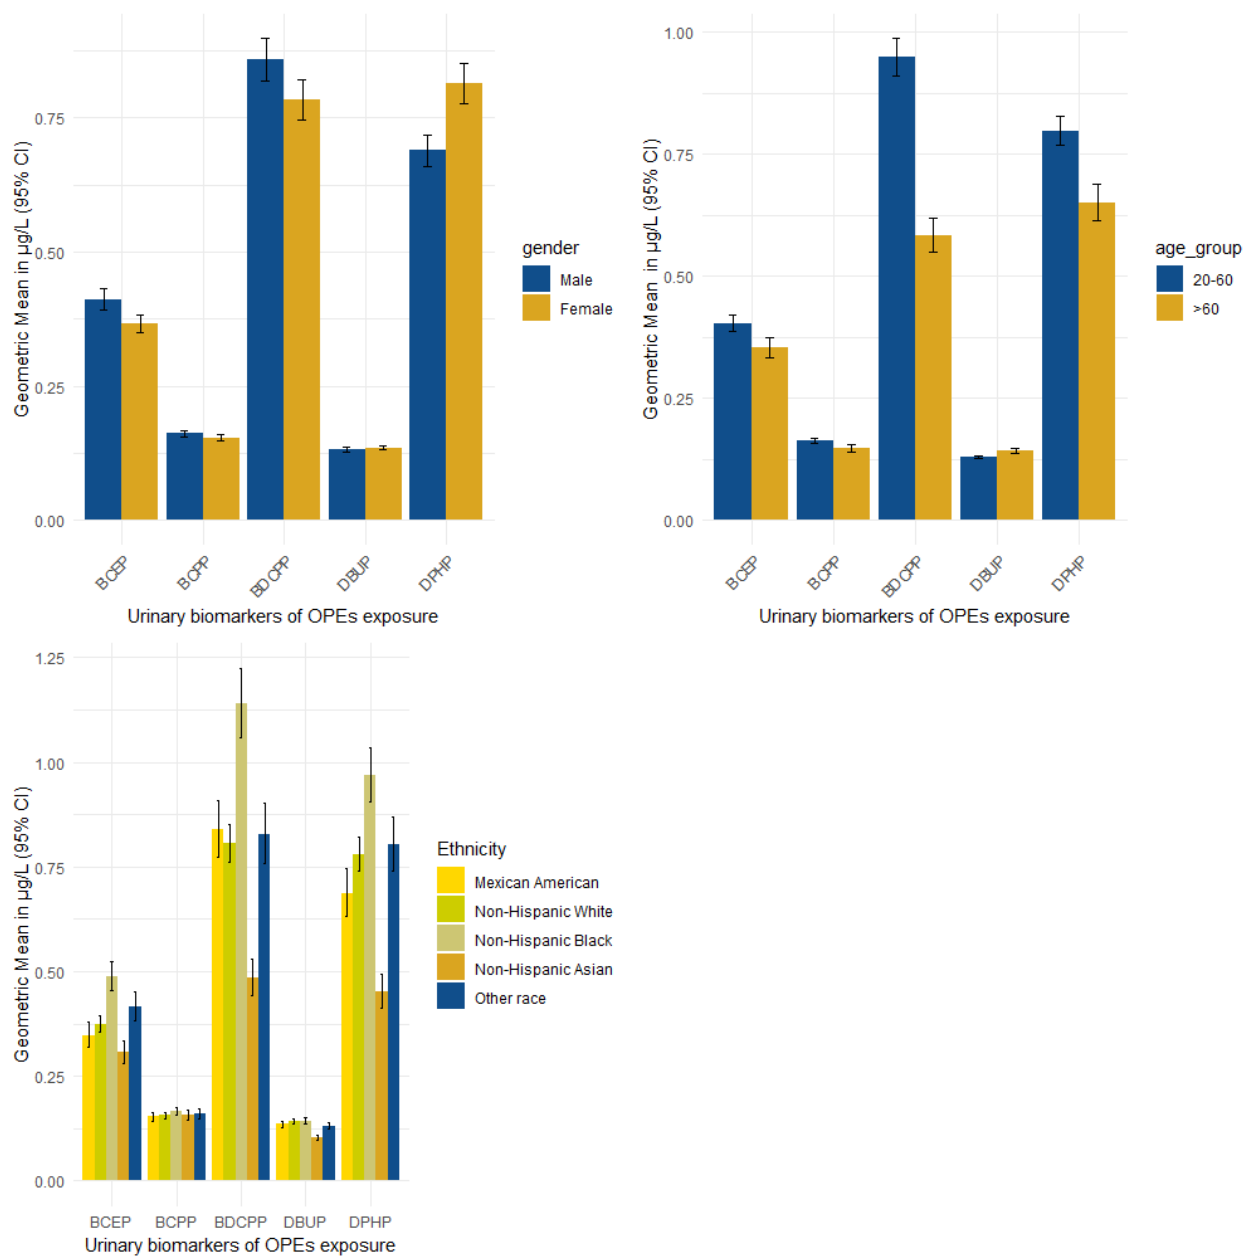 Geometric Mean in µg/L (95% CI)
0.75
0.50
0.25
0.00
BCEP
BCPP
BDCPP
DBUP
DPHP
Urinary biomarkers of OPEs exposure
gender
Male
Female
Geometric Mean in µg/L (95% CI)
1.00
0.75
0.50
0.25
0.00
BCEP
BCPP
BDCPP
DBUP
DPHP
Urinary biomarkers of OPEs exposure
age_group
20-60
>60
Geometric Mean in µg/L (95% CI)
1.25
1.00
0.75
0.50
0.25
0.00
BCEP BCPP BDCPP DBUP DPHP
Urinary biomarkers of OPEs exposure
Ethnicity
Mexican American
Non-Hispanic White
Non-Hispanic Black
Non-Hispanic Asian
Other race